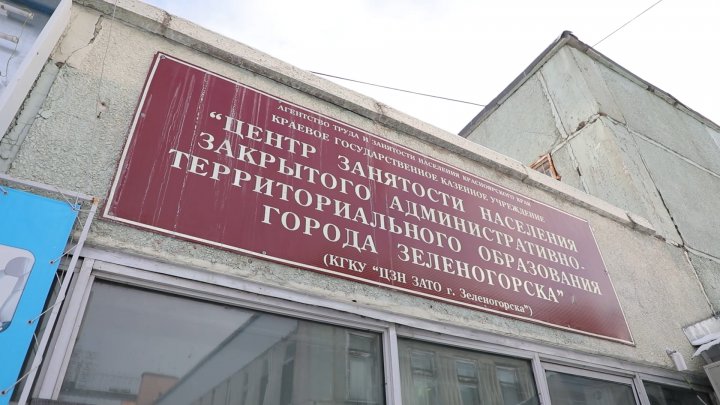 АГЕНТСТВО ТРУДА И ЗАНЯТОСТИ НАСЕЛЕНИЯ КРАСНОЯРСКОГО КРАЯ
КРАЕВОЕ ГОСУДАРСТВЕННОЕ КАЗЕННОЕ УЧРЕЖДЕНИЕ
“ЦЕНТР ЗАНЯТОСТИ НАСЕЛЕНИЯ
ЗАКРЫТОГО АДМИНИСТРАТИВНО-
ТЕРРИТОРИАЛЬНОГО ОБРАЗОВАНИЯ
ГОРОДА ЗЕЛЕНОГОРСКА”
(КГКУ “ЦЗН ЗАТО г. Зеленогорска”)